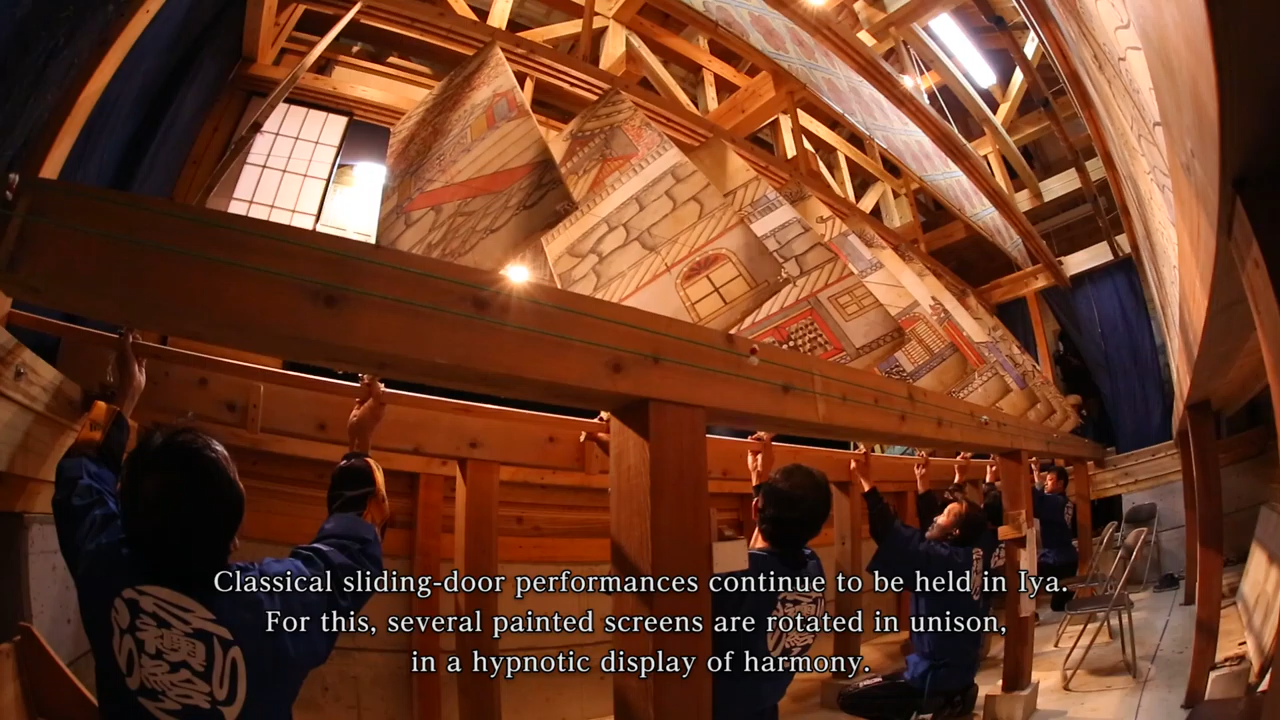 Classical sliding-door performances continue to be held in Iya.
For this, several painted screens are rotated in unison,
in a hypnotic display of harmony.